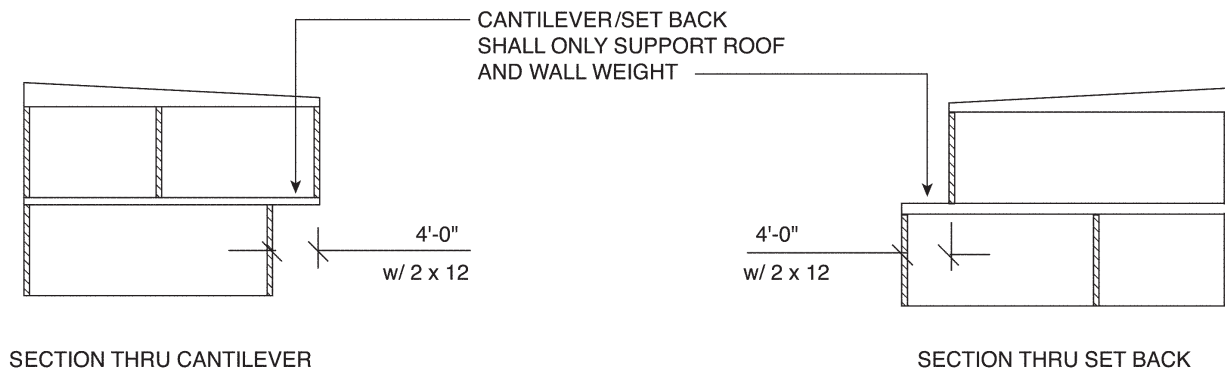 CANTILEVER/SET BACK
SHALL ONLY SUPPORT ROOF
AND WALL WEIGHT
4'-0"
w/ 2 x 12
4'-0"
w/ 2 x 12
SECTION THRU CANTILEVER
SECTION THRU SET BACK